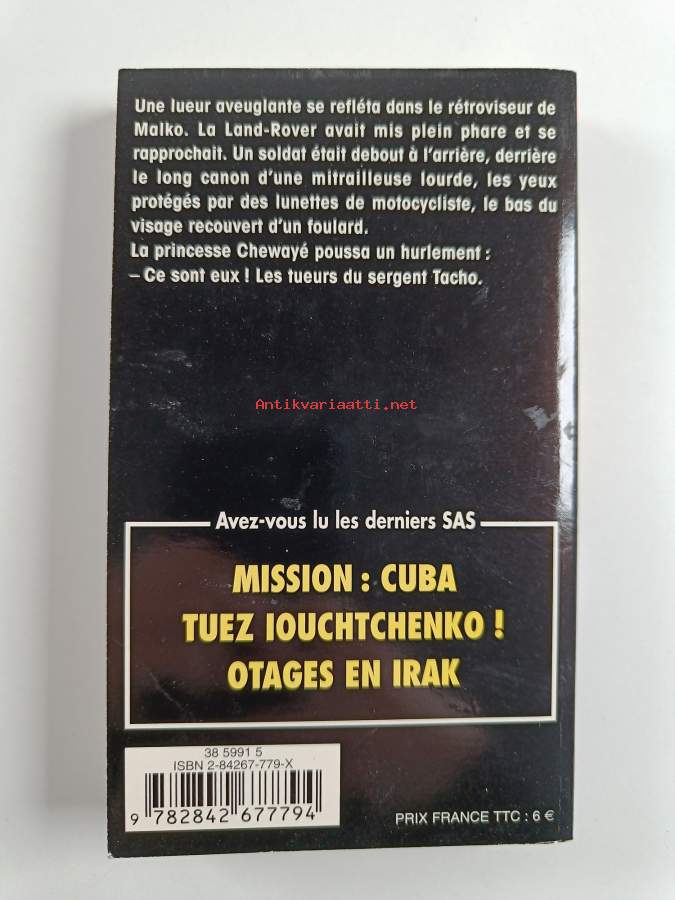 Une lueur aveuglante se refléta dans le rétroviseur de
Malko. La Land-Rover avait mis plein phare et se
rapprochait. Un soldat était debout à l'arrière, derrière
le long canon d'une mitrailleuse lourde, les yeux
protégés par des lunettes de motocycliste, le bas du
visage recouvert d'un foulard.
La princesse Chewayé poussa un hurlement :
– Ce sont eux ! Les tueurs du sergent Tacho.
Antikvariaatti.net
Avez-vous lu les derniers SAS
MISSION : CUBA
TUEZ IOUCHTCHENKO !
OTAGES EN IRAK
38 5991 5
ISBN 2-84267-779-X
9 782842 677794
PRIX FRANCE TTC : 6 €